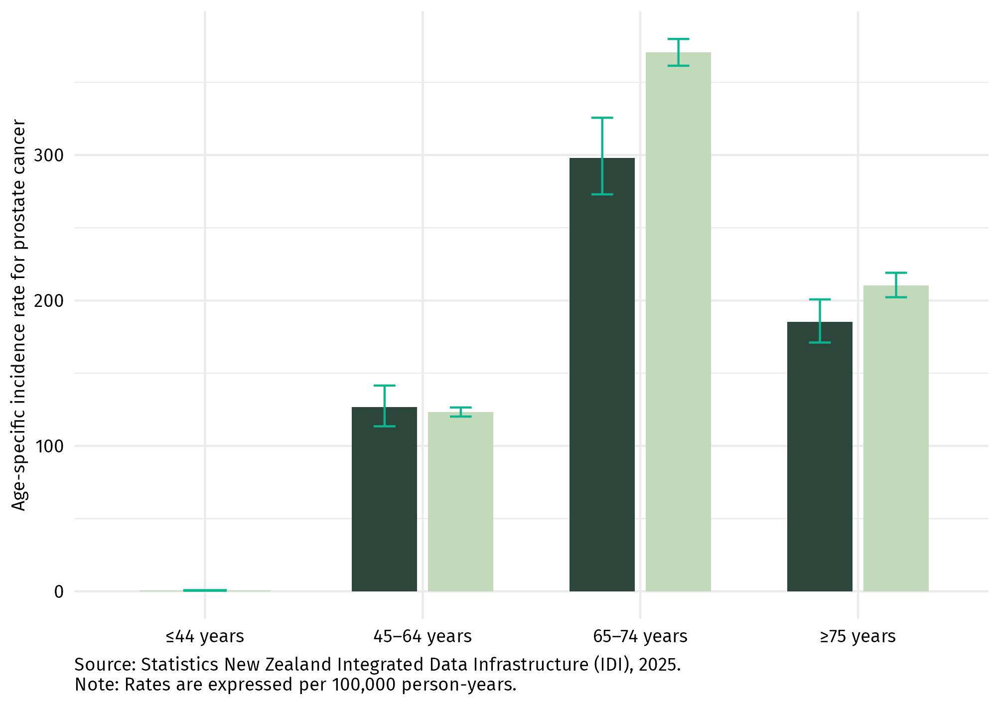 Age-specific incidence rate for prostate cancer
300
200
100
0
≤44 years
45–64 years
65–74 years
≥75 years
Source: Statistics New Zealand Integrated Data Infrastructure (IDI), 2025.
Note: Rates are expressed per 100,000 person-years.